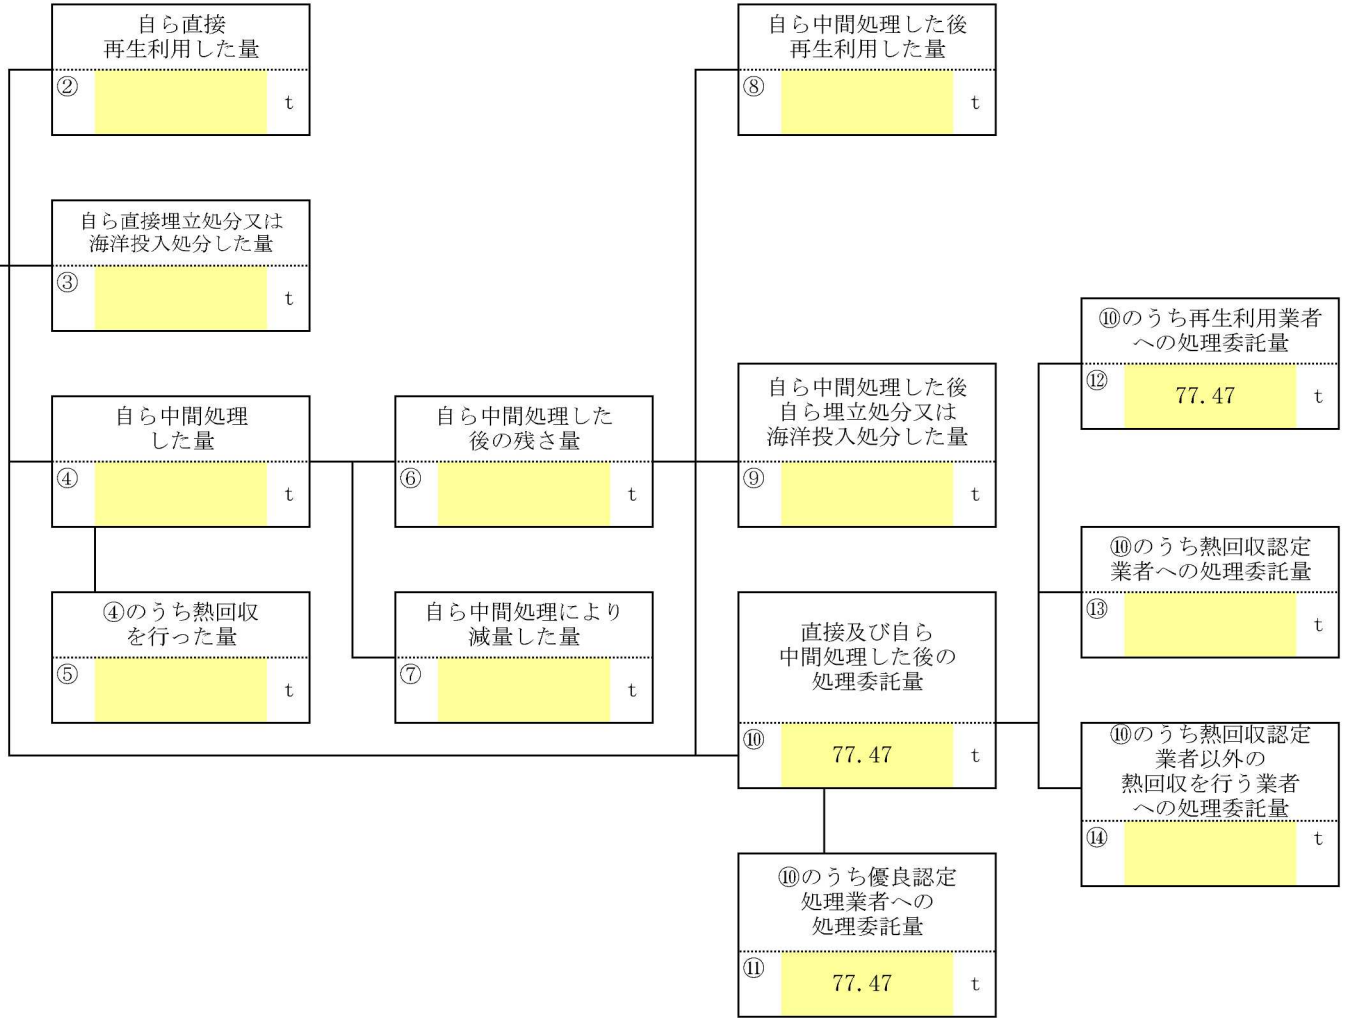 自ら直接
再生利用した量
②
t
自ら中間処理した後
再生利用した量
⑧
t
自ら直接埋立処分又は
海洋投入処分した量
③
t
⑩のうち再生利用業者
への処理委託量
⑫
77.47
t
自ら中間処理
した量
④
t
自ら中間処理した
後の残さ量
⑥
t
自ら中間処理した後
自ら埋立処分又は
海洋投入処分した量
⑨
t
⑩のうち熱回収認定
業者への処理委託量
⑬
t
④のうち熱回収
を行った量
⑤
t
自ら中間処理により
減量した量
⑦
t
直接及び自ら
中間処理した後の
処理委託量
⑩
77.47
t
⑩のうち熱回収認定
業者以外の
熱回収を行う業者
への処理委託量
⑭
t
⑩のうち優良認定
処理業者への
処理委託量
⑪
77.47
t